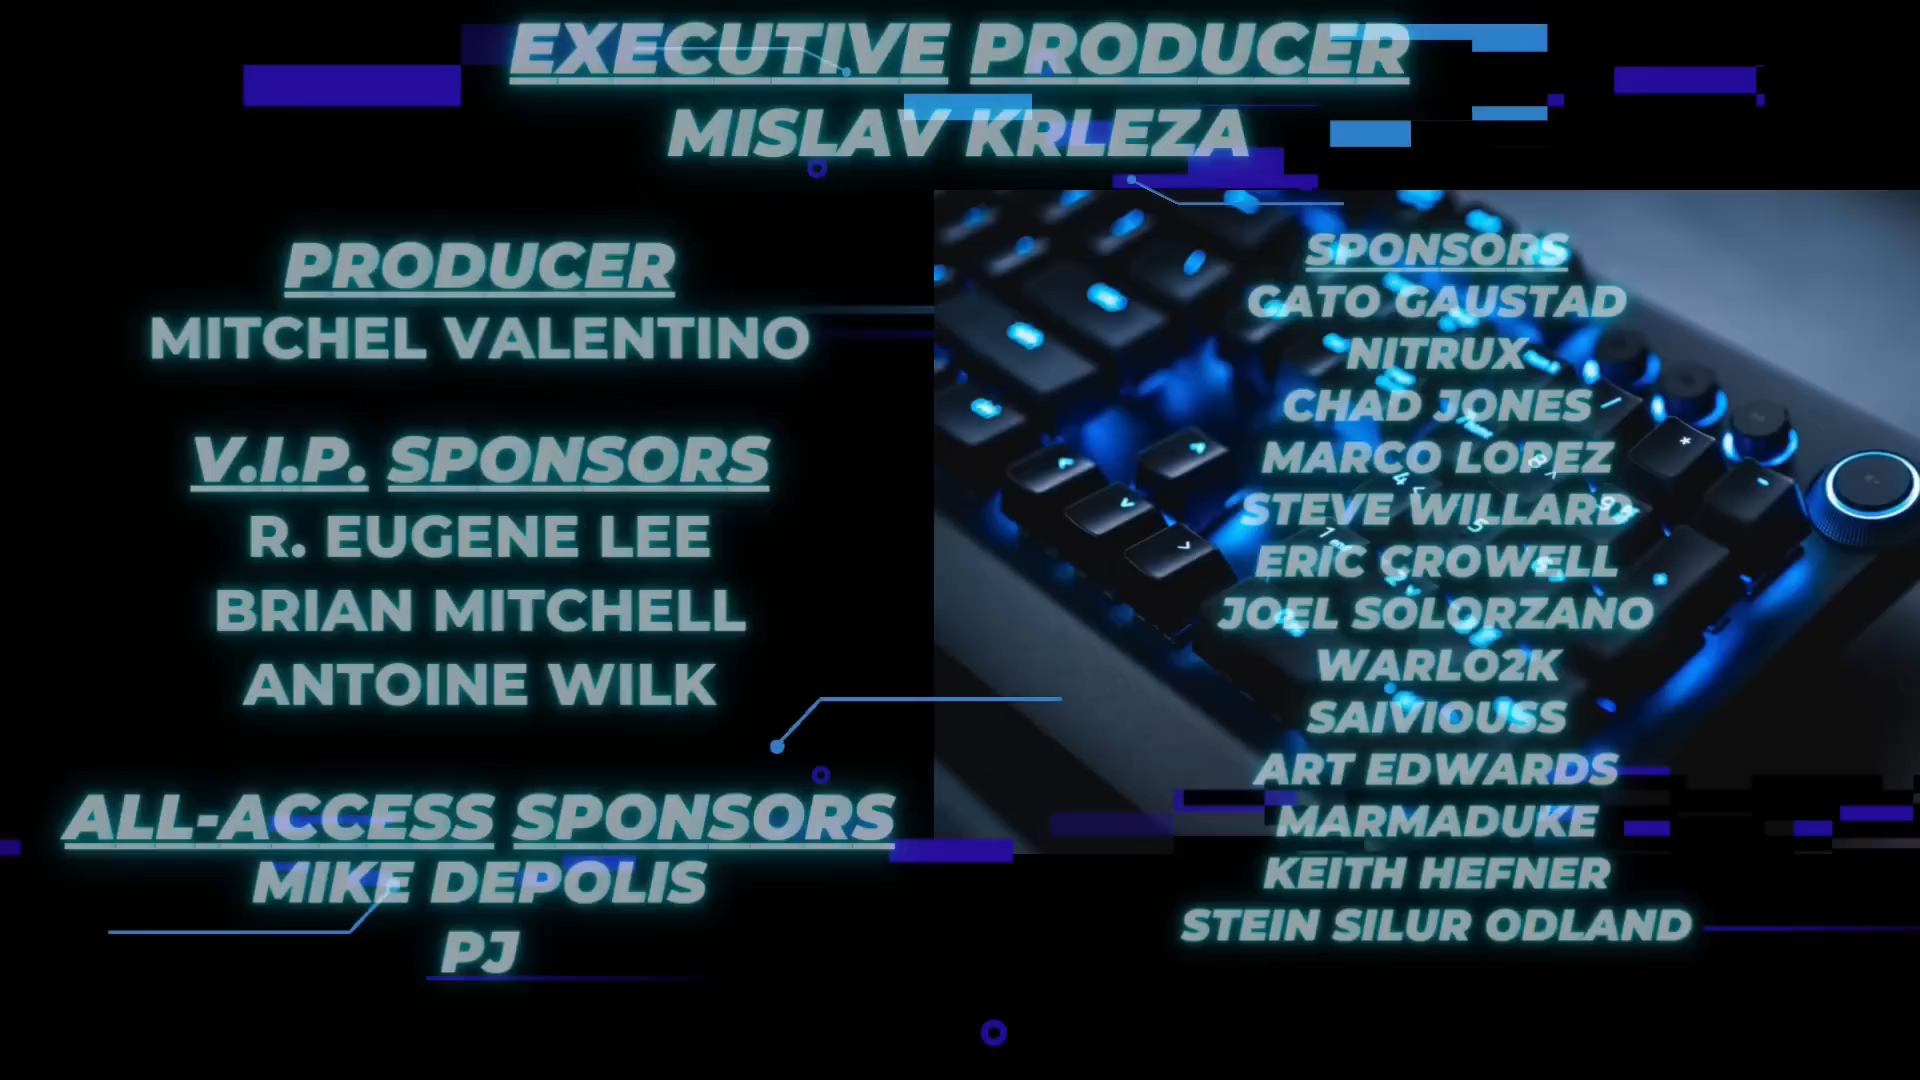 EXECUTIVE PRODUCER
MISLAV KRLEZA
PRODUCER
MITCHEL VALENTINO
V.I.P. SPONSORS
R. EUGENE LEE
BRIAN MITCHELL
ANTOINE WILK
ALL-ACCESS SPONSORS
MIKE DEPOLIS
PJ
SPONSORS
CATO GAUSTAD
NITRUX
CHAD JONES
MARCO LOPEZ
STEVE WILLARD
ERIC CROWELL
JOEL SOLORZANO
WARLO2K
SAIVIOUSS
ART EDWARDS
MARMADUKE
KEITH HEFNER
STEIN SILUR ODLAND